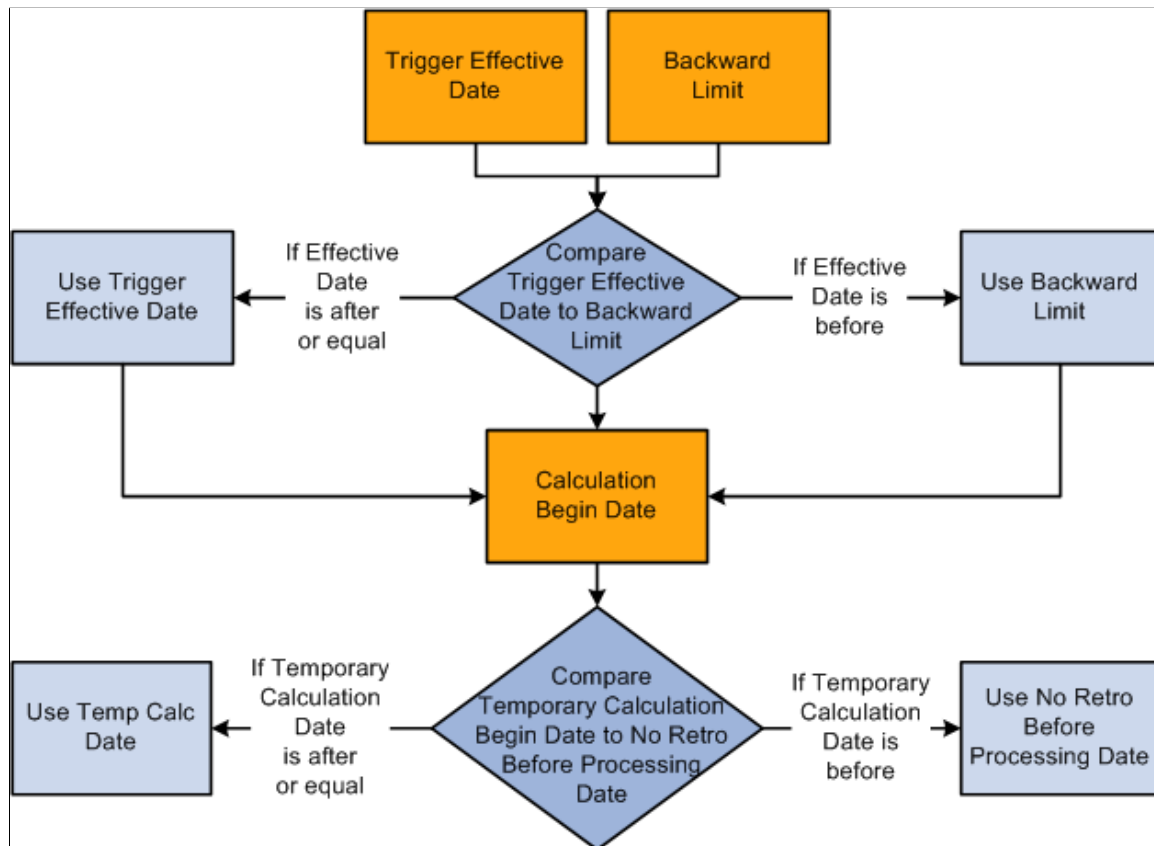 Trigger Effective
Date
Backward
Limit
Compare
Trigger Effective
Date to Backward
Limit
If Effective
Date
is after
or equal
Use Trigger
Effective Date
If Effective
Date is
before
Use Backward
Limit
Calculation
Begin Date
Compare
Temporary Calculation
Begin Date to No Retro
Before Processing
Date
If Temporary
Calculation
Date
is after
or equal
Use Temp Calc
Date
If Temporary
Calculation
Date is
before
Use No Retro
Before
Processing Date